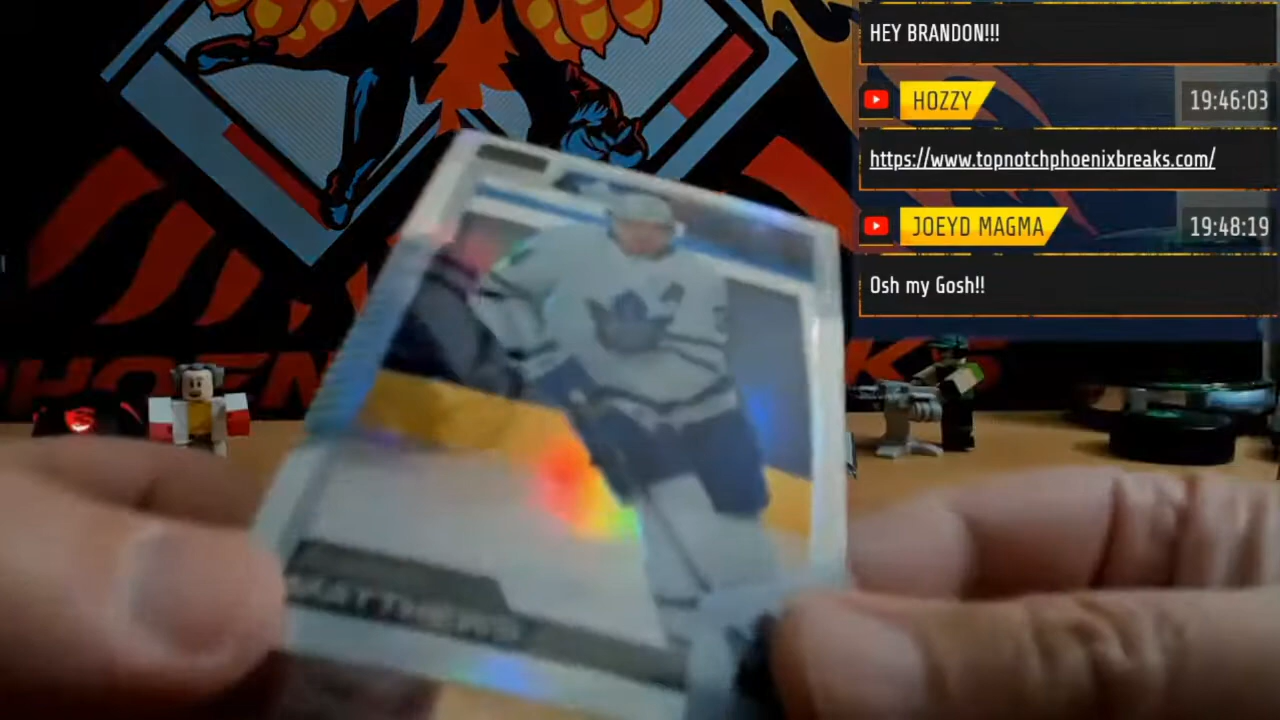 HEY BRANDON!!!
HOZZY
19:46:03
https://www.topnotchphoenixbreaks.com/
JOEYD MAGMA
19:48:19
Osh my Gosh!!
MATTHEWS